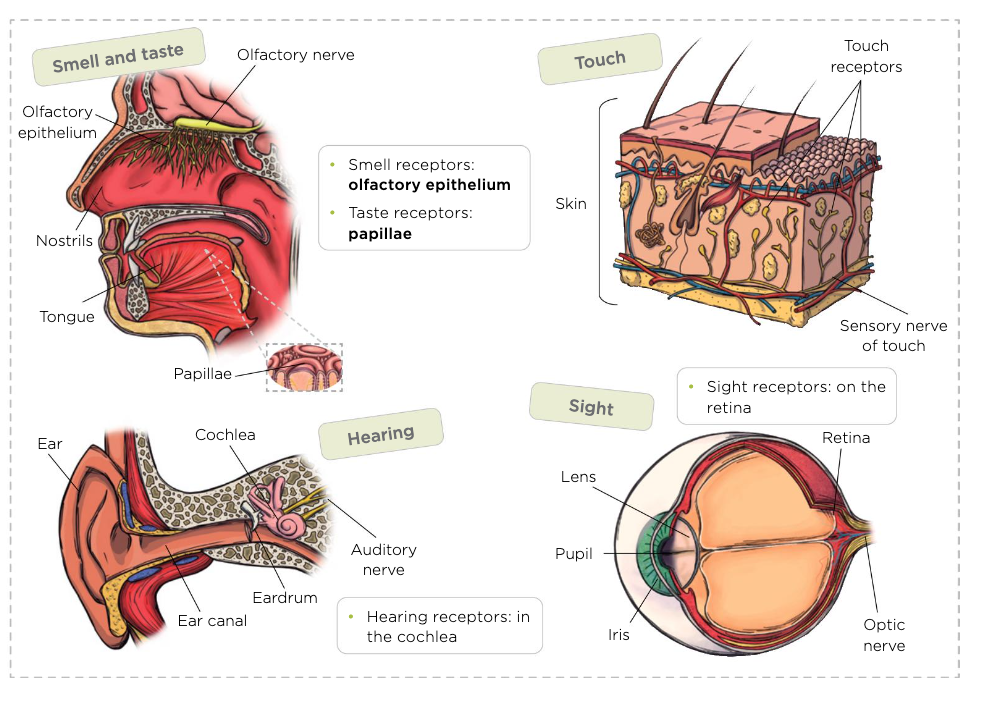 Smell and taste
Olfactory nerve
Olfactory
epithelium
Nostrils
Tongue
Papillae
• Smell receptors:
olfactory epithelium
• Taste receptors:
papillae
Touch
Touch
receptors
Skin
Sensory nerve
of touch
Hearing
Ear
Cochlea
Auditory
nerve
Eardrum
Ear canal
• Hearing receptors: in
the cochlea
Sight
• Sight receptors: on the
retina
Retina
Lens
Pupil
Iris
Optic
nerve